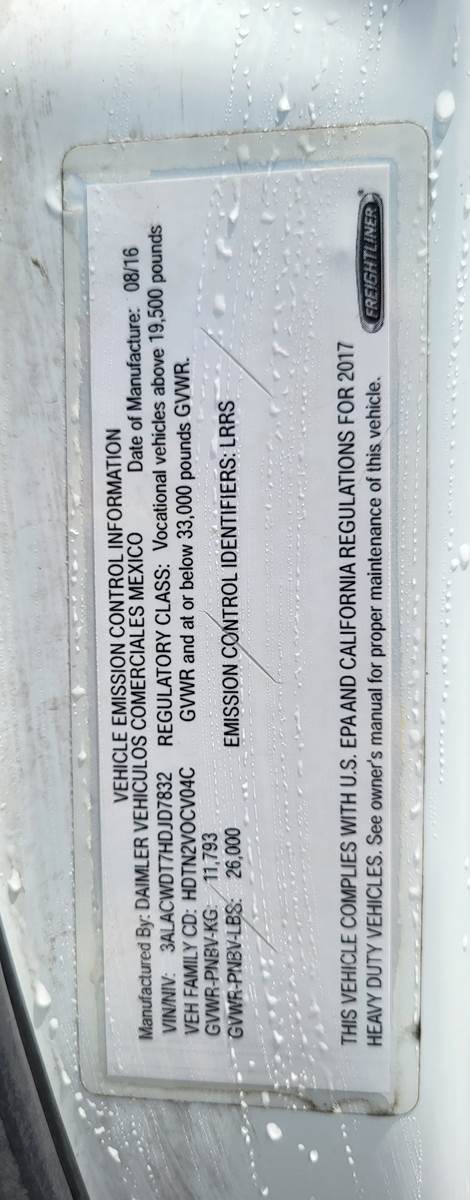 VEHICLE EMISSION CONTROL INFORMATION
Manufactured By: DAIMLER VEHICULOS COMERCIALES MEXICO Date of Manufacture: 08/16
VIN/NIV: 3ALACWDT7HDJD7832 REGULATORY CLASS: Vocational vehicles above 19,500 pounds
VEH FAMILY CD: HDTN2VOCV04C GVWR and at or below 33,000 pounds GVWR.
GVWR-PNBV-KG: 11,793
GVWR-PNBV-LBS: 26,000 EMISSION CONTROL IDENTIFIERS: LRRS
THIS VEHICLE COMPLIES WITH U.S. EPA AND CALIFORNIA REGULATIONS FOR 2017
HEAVY DUTY VEHICLES. See owner's manual for proper maintenance of this vehicle.
FREIGHTLINER